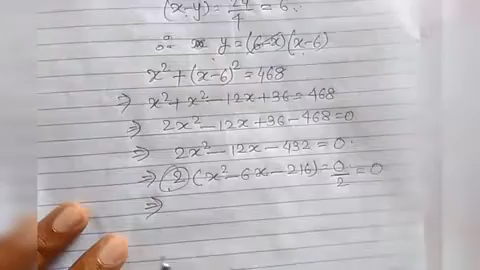 (x-y) = 24/4 = 6
∴ y = (6-x) (x-6)
x² + (x-6)² = 468
⇒ x² + x² - 12x + 36 = 468
⇒ 2x² - 12x + 36 - 468 = 0
⇒ 2x² - 12x - 432 = 0
⇒ 2 (x² - 6x - 216) = 0/2 = 0
⇒